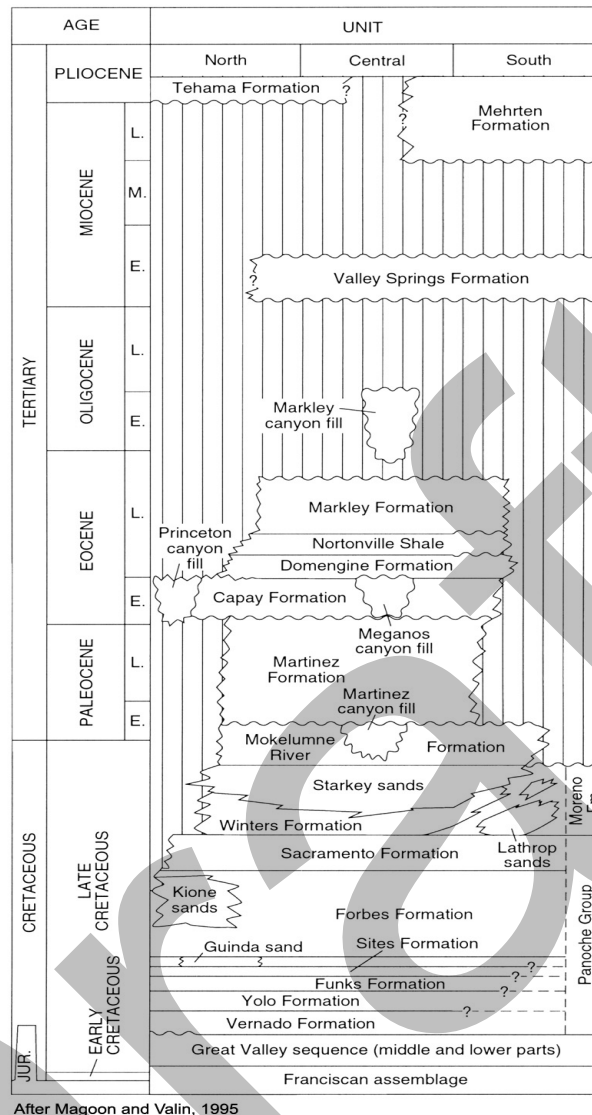 AGE
UNIT
PLIOCENE
North
Central
South
Tehama Formation
?
?
Mehrten
Formation
TERTIARY
MIOCENE
L.
M.
E.
?
Valley Springs Formation
OLIGOCENE
L.
E.
Markley
canyon fill
EOCENE
L.
E.
Markley Formation
Nortonville Shale
Domengine Formation
Princeton
canyon
fill
Capay Formation
Meganos
canyon fill
PALEOCENE
L.
E.
Martinez
Formation
Martinez
canyon fill
Mokelumne
River
Formation
CRETACEOUS
LATE
CRETACEOUS
Starkey sands
Winters Formation
Lathrop
sands
Moreno
Fm
Sacramento Formation
Kione
sands
Forbes Formation
Panoche Group
Guinda sand
Sites Formation
?
Funks Formation
?
?
Yolo Formation
?
Vernado Formation
EARLY
CRETACEOUS
JUR.
Great Valley sequence (middle and lower parts)
Franciscan assemblage
After Magoon and Valin, 1995